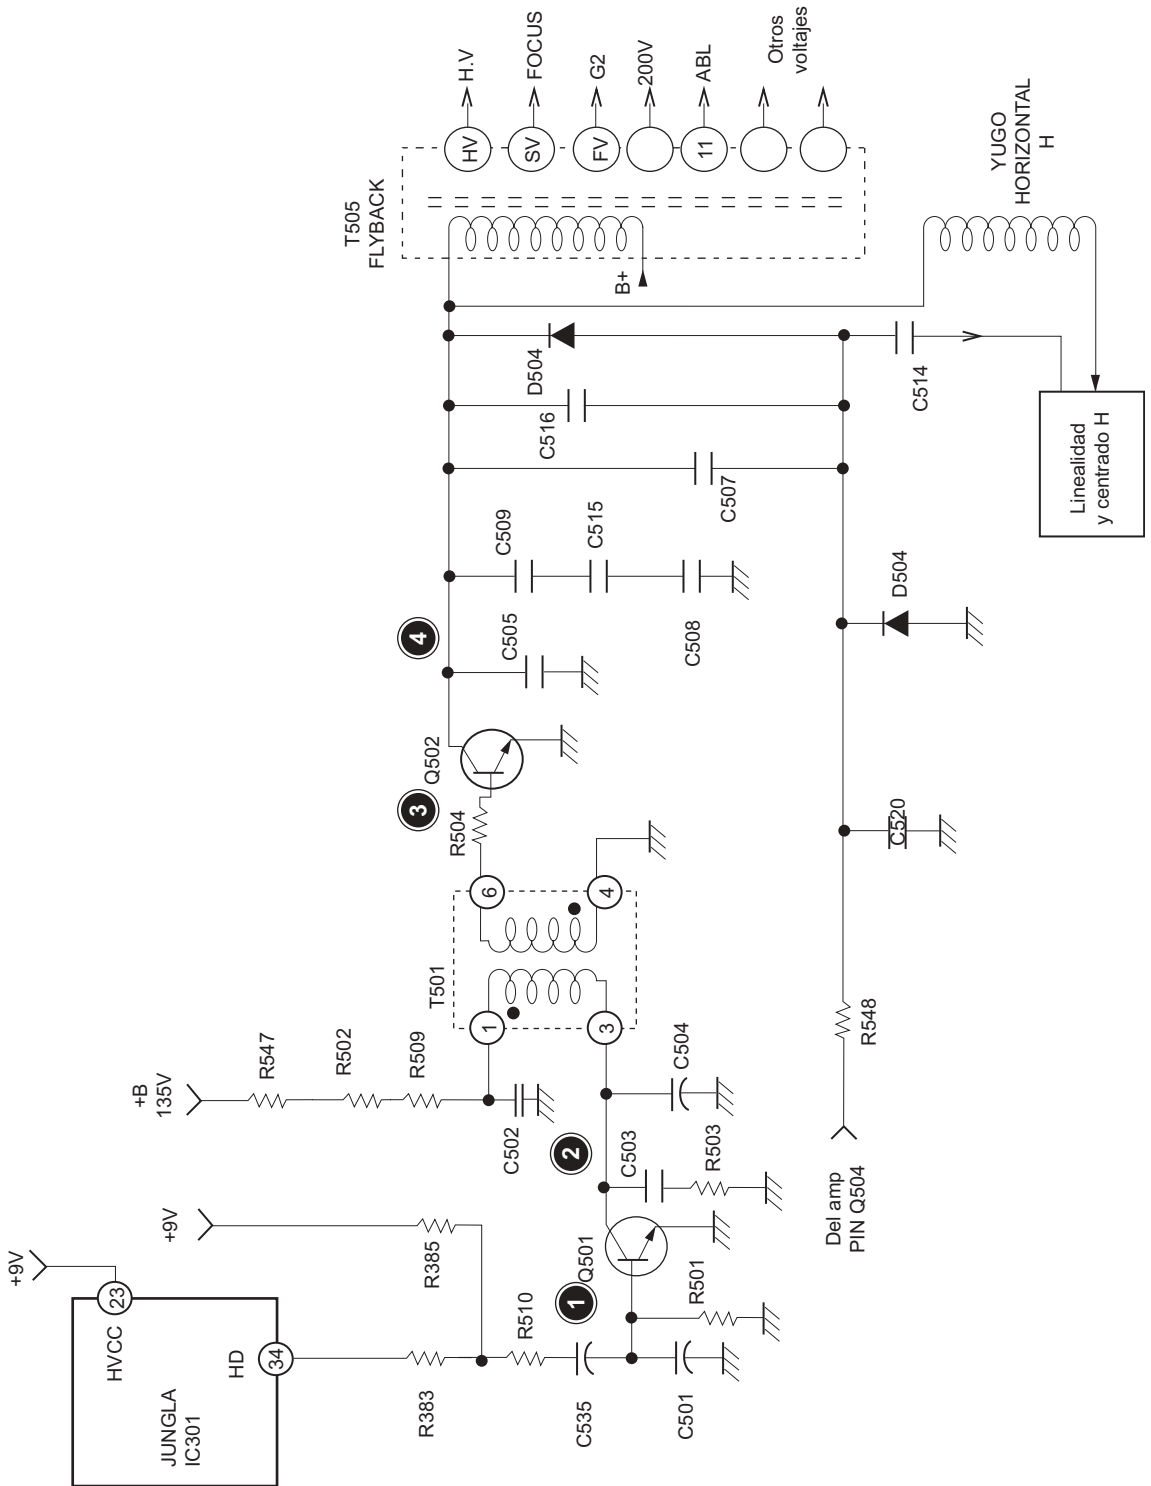 JUNGLA
IC301
HVCC
23
+9V
HD
34
+9V
R385
R383
R510
C535
C501
R501
1
Q501
2
C503
R503
C504
C502
+B
135V
R547
R502
R509
T501
1
3
6
4
R504
3
Q502
4
C505
C509
C515
C508
C507
C516
D504
C514
D504
C520
R548
Del amp
PIN Q504
Linealidad
y centrado H
YUGO
HORIZONTAL
H
B+
T505
FLYBACK
HV
H.V
SV
FOCUS
FV
G2
200V
11
ABL
Otros
voltajes